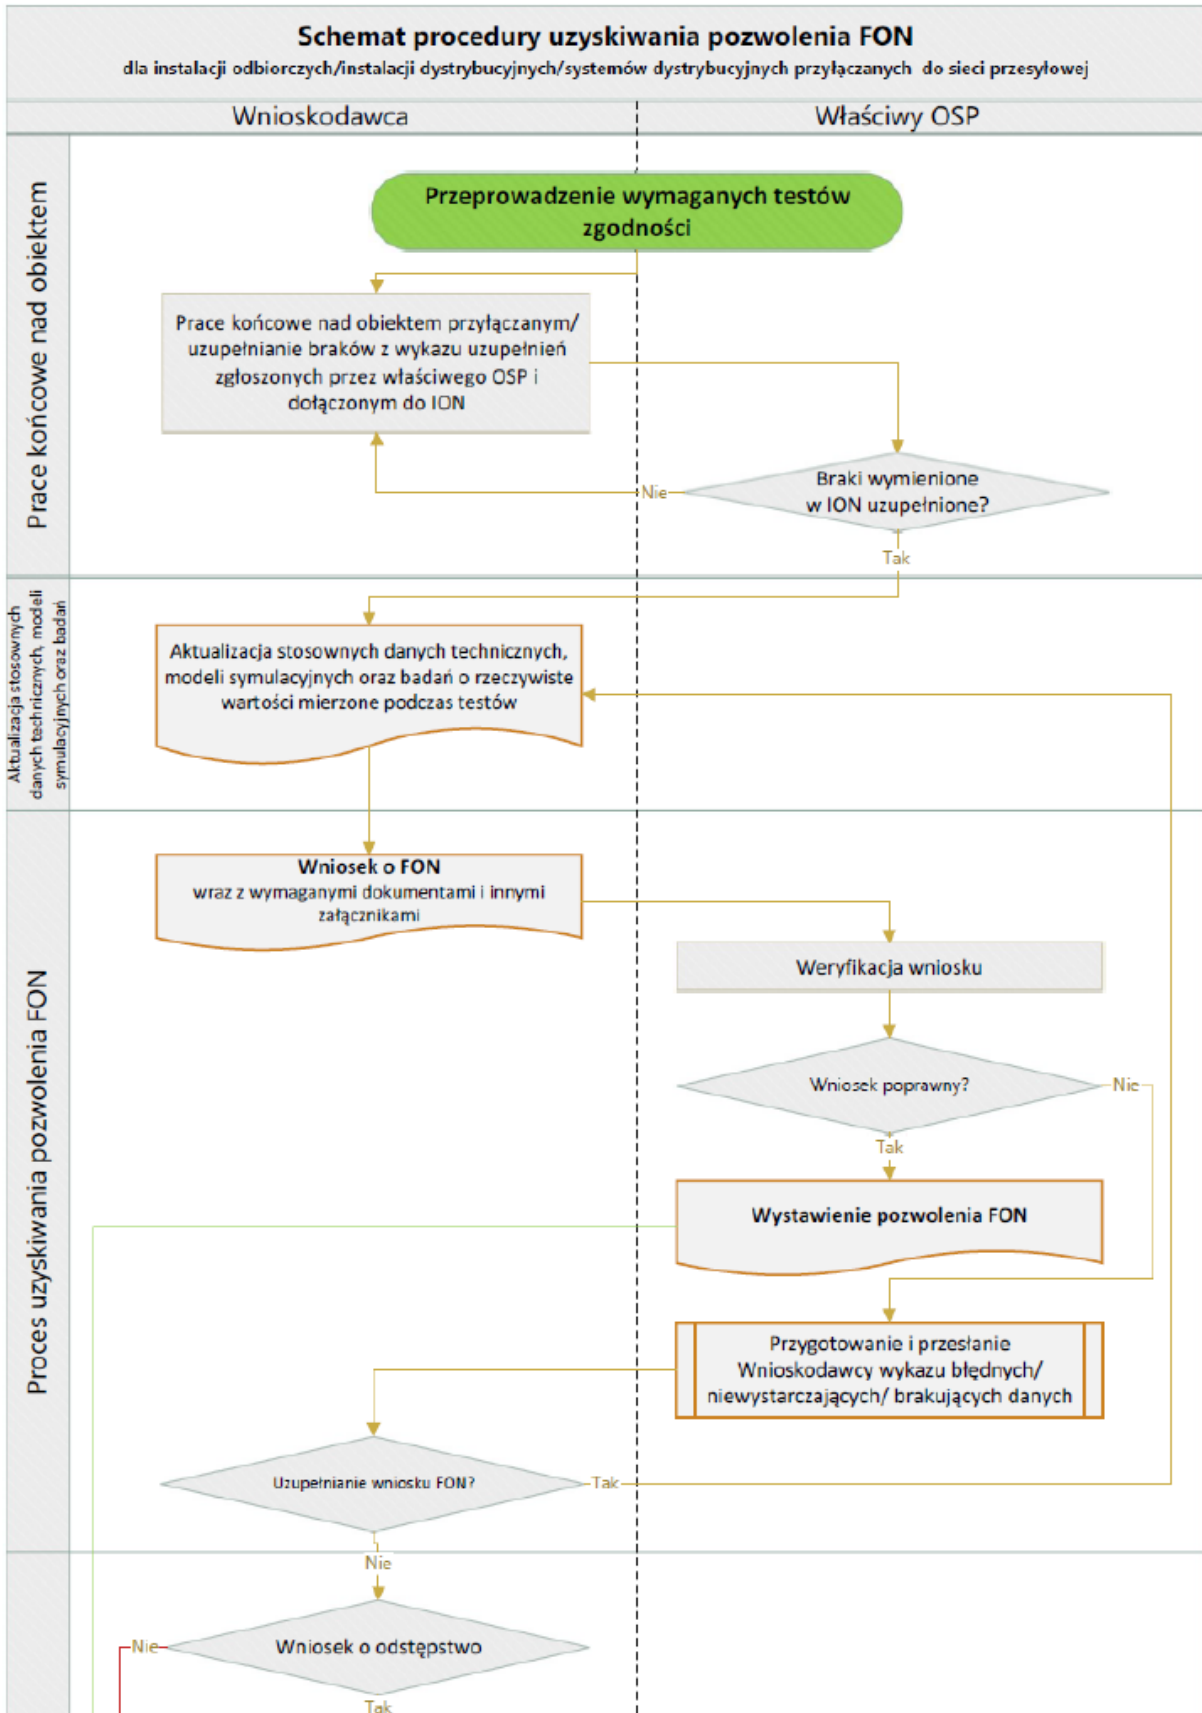 Schemat procedury uzyskiwania pozwolenia FON
dla instalacji odbiorczych/instalacji dystrybucyjnych/systemów dystrybucyjnych przyłączanych do sieci przesyłowej
Wnioskodawca
Właściwy OSP
Prace końcowe nad obiektem
Przeprowadzenie wymaganych testów
zgodności
Prace końcowe nad obiektem przyłączanym/
uzupełnianie braków z wykazu uzupełnień
zgłoszonych przez właściwego OSP i
dołączonym do ION
Braki wymienione
w ION uzupełnione?
Nie
Tak
Aktualizacja stosownych
danych technicznych, modeli
symulacyjnych oraz badań
Aktualizacja stosownych danych technicznych,
modeli symulacyjnych oraz badań o rzeczywiste
wartości mierzone podczas testów
Proces uzyskiwania pozwolenia FON
Wniosek o FON
wraz z wymaganymi dokumentami i innymi
załącznikami
Weryfikacja wniosku
Wniosek poprawny?
Nie
Tak
Wystawienie pozwolenia FON
Przygotowanie i przesłanie
Wnioskodawcy wykazu błędnych/
niewystarczających/ brakujących danych
Uzupełnianie wniosku FON?
Tak
Nie
Wniosek o odstępstwo
Nie
Tak